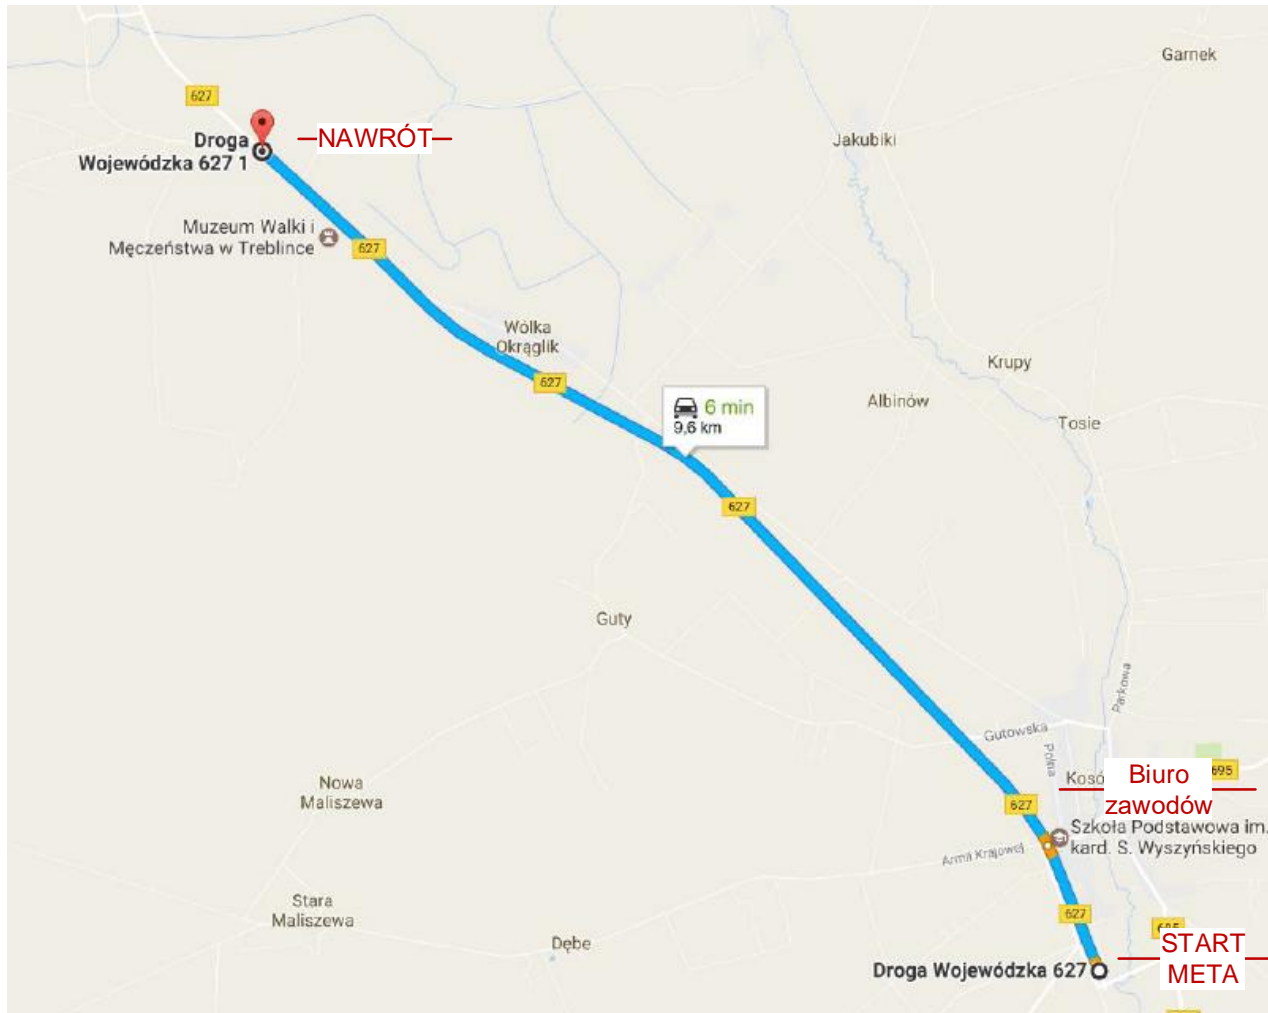 Garnek
627
Droga
Wojewódzka 627 1
NAWRÓT
Jakubiki
Muzeum Walki i
Męczeństwa w Treblince
627
Wólka
Okrąglik
Krupy
627
6 min
9,6 km
Albinów
Tosie
627
Guty
Parkowa
Gutowska
Polna
Nowa
Maliszewa
Kosó
Biuro
zawodów
695
627
Szkoła Podstawowa im.
kard. S. Wyszyńskiego
Armii Krajowej
Stara
Maliszewa
627
Dębe
START
META
Droga Wojewódzka 627